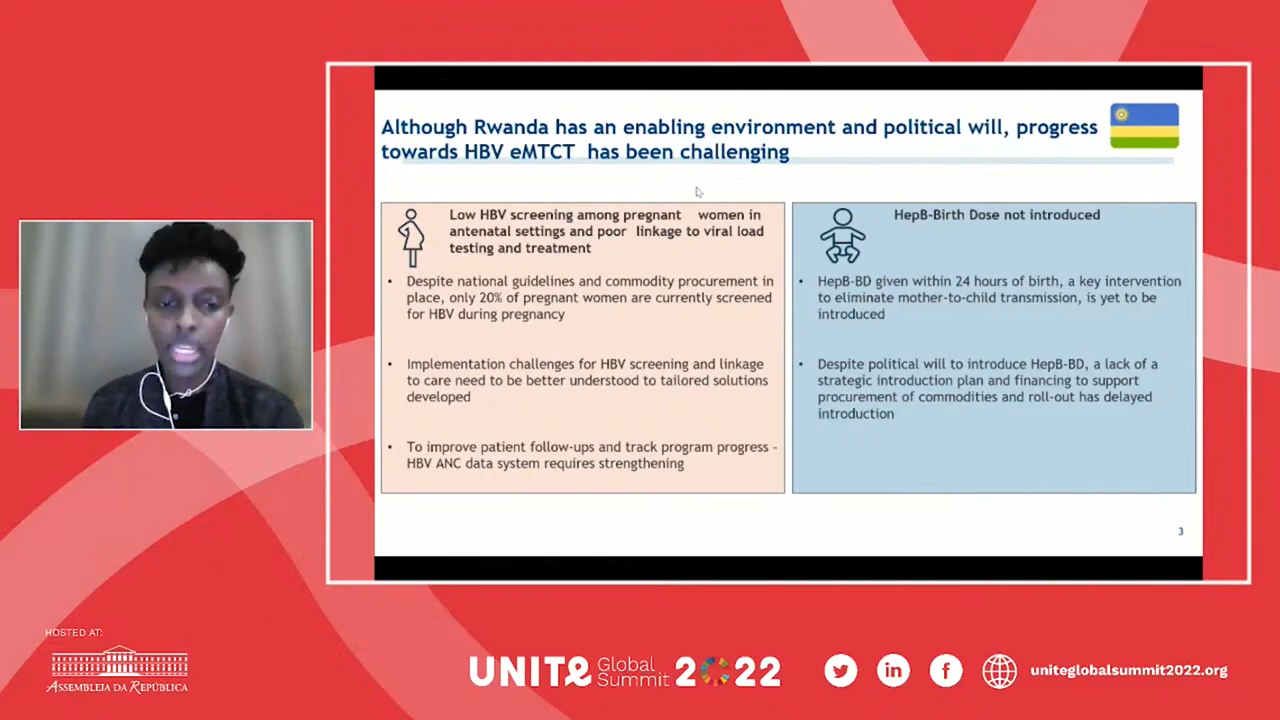 Although Rwanda has an enabling environment and political will, progress
towards HBV eMTCT has been challenging
Low HBV screening among pregnant women in
antenatal settings and poor linkage to viral load
testing and treatment
• Despite national guidelines and commodity procurement in
place, only 20% of pregnant women are currently screened
for HBV during pregnancy
• Implementation challenges for HBV screening and linkage
to care need to be better understood to tailored solutions
developed
• To improve patient follow-ups and track program progress -
HBV ANC data system requires strengthening
HepB-Birth Dose not introduced
• HepB-BD given within 24 hours of birth, a key intervention
to eliminate mother-to-child transmission, is yet to be
introduced
• Despite political will to introduce HepB-BD, a lack of a
strategic introduction plan and financing to support
procurement of commodities and roll-out has delayed
introduction
3
HOSTED AT:
ASSEMBLEIA DA REPÚBLICA
UNITE Global
Summit 2022
uniteglobalsummit2022.org